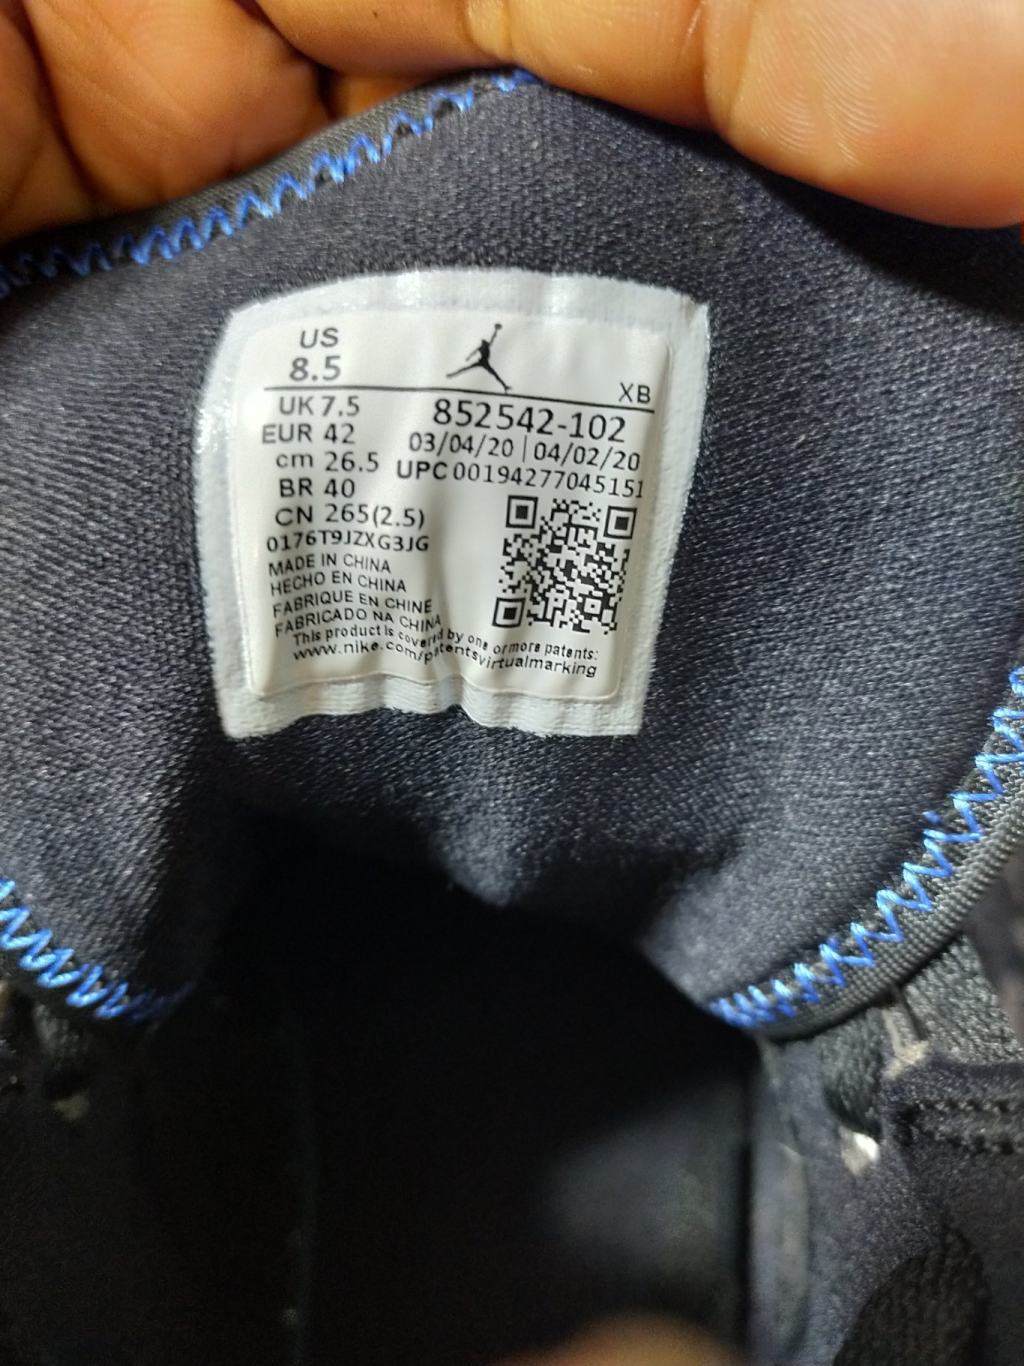 US
8.5
XB
UK 7.5
852542-102
EUR 42
03/04/20 | 04/02/20
cm 26.5
UPC 00194277045151
BR 40
CN 265(2.5)
0176T9JZXG3JG
MADE IN CHINA
HECHO EN CHINA
FABRIQUE EN CHINE
FABRICADO NA CHINA
This product is covered by one or more patents:
www.nike.com/patentsvirtualmarking